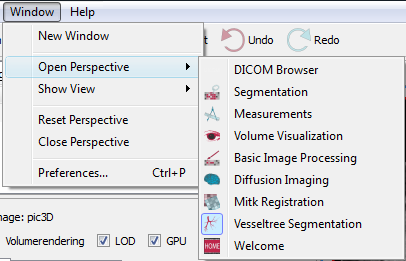 Window Help
New Window
Undo Redo
Open Perspective
Show View
Reset Perspective
Close Perspective
Preferences... Ctrl+P
DICOM Browser
Segmentation
Measurements
Volume Visualization
Basic Image Processing
Diffusion Imaging
Mitk Registration
Vesseltree Segmentation
HOME Welcome
mage: pic3D
Volumerendering LOD GPU